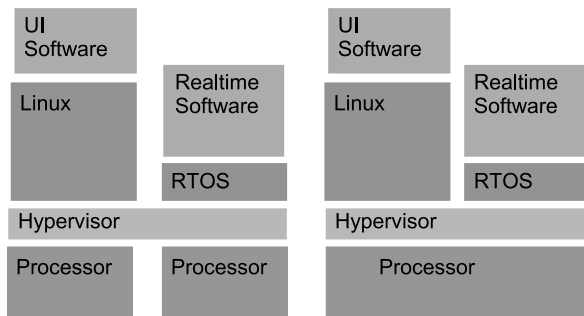 UI
Software
Linux
Realtime
Software
RTOS
Hypervisor
Processor
Processor
UI
Software
Linux
Realtime
Software
RTOS
Hypervisor
Processor